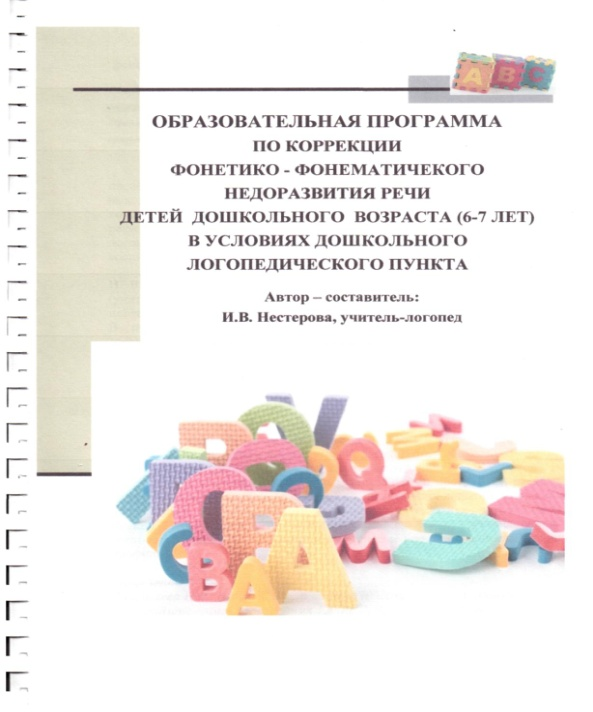 ABC
ОБРАЗОВАТЕЛЬНАЯ ПРОГРАММА
ПО КОРРЕКЦИИ
ФОНЕТИКО - ФОНЕМАТИЧЕКОГО
НЕДОРАЗВИТИЯ РЕЧИ
ДЕТЕЙ ДОШКОЛЬНОГО ВОЗРАСТА (6-7 ЛЕТ)
В УСЛОВИЯХ ДОШКОЛЬНОГО
ЛОГОПЕДИЧЕСКОГО ПУНКТА
Автор – составитель:
И.В. Нестерова, учитель-логопед